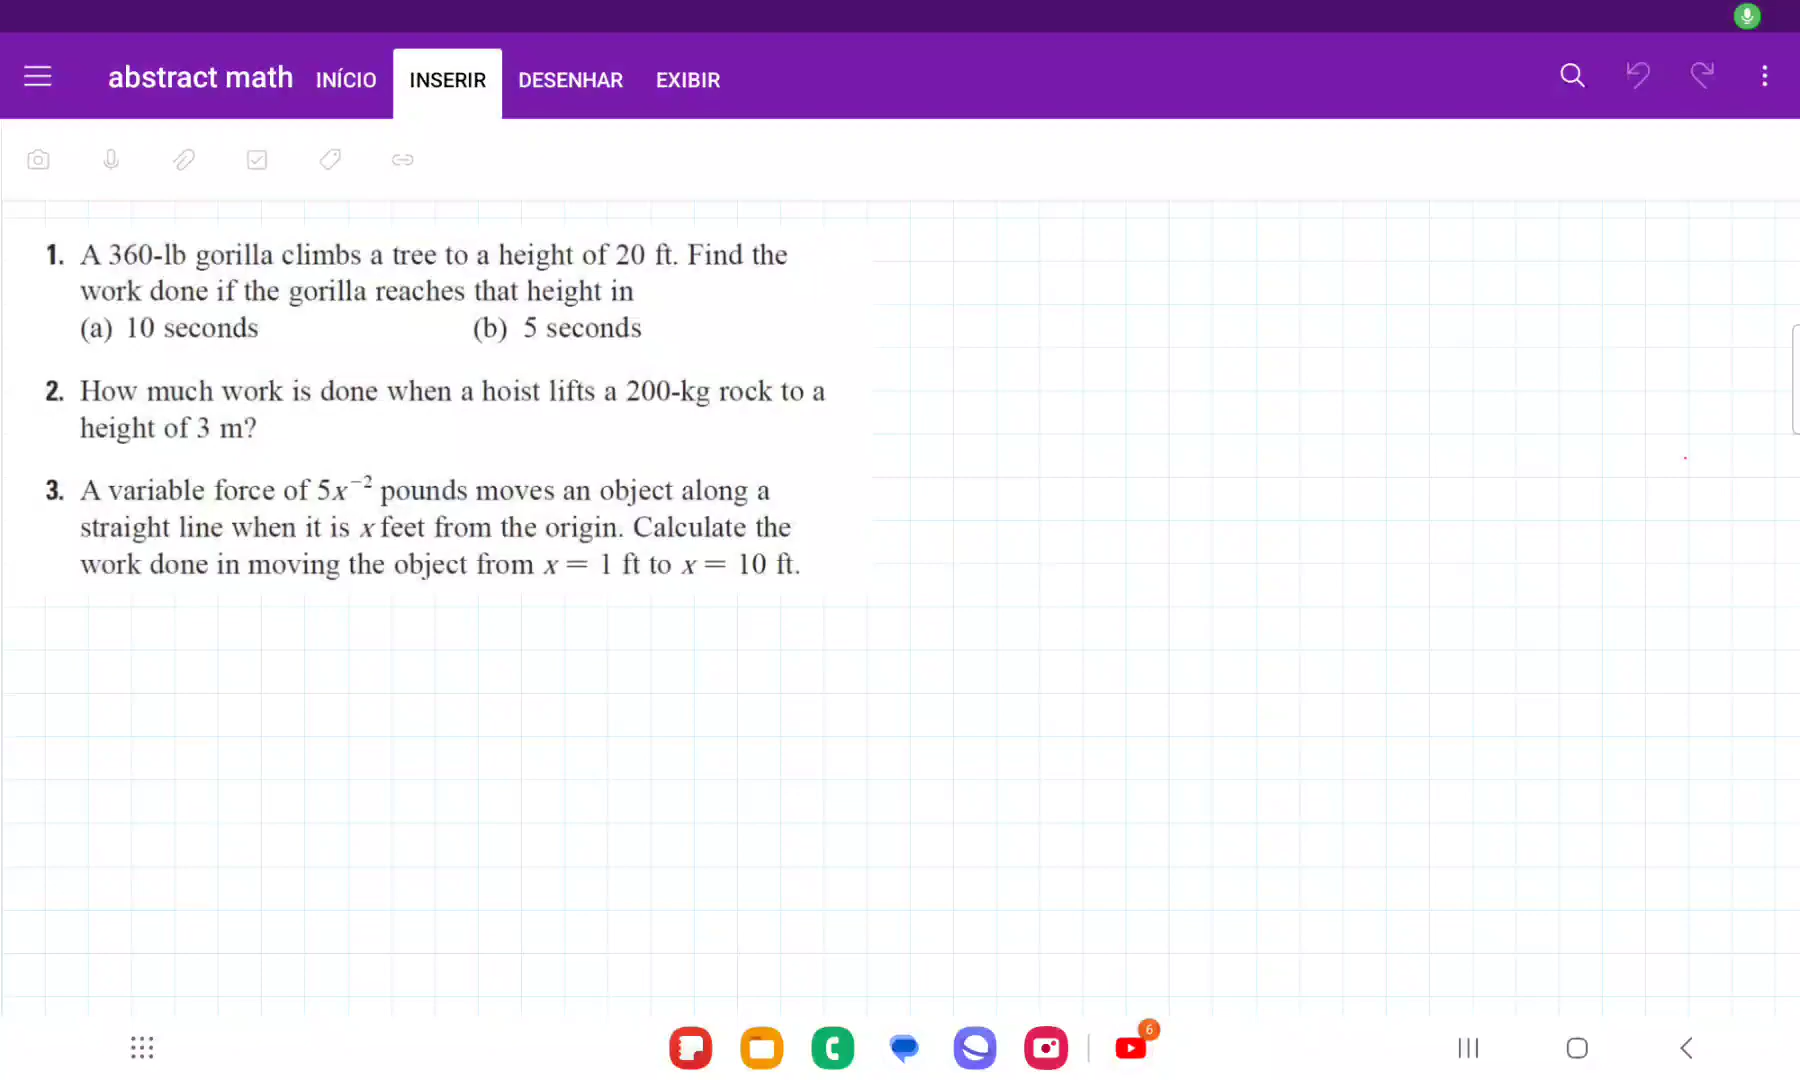 abstract math INÍCIO INSERIR DESENHAR EXIBIR
1. A 360-lb gorilla climbs a tree to a height of 20 ft. Find the
work done if the gorilla reaches that height in
(a) 10 seconds (b) 5 seconds
2. How much work is done when a hoist lifts a 200-kg rock to a
height of 3 m?
3. A variable force of 5x⁻² pounds moves an object along a
straight line when it is x feet from the origin. Calculate the
work done in moving the object from x = 1 ft to x = 10 ft.
6